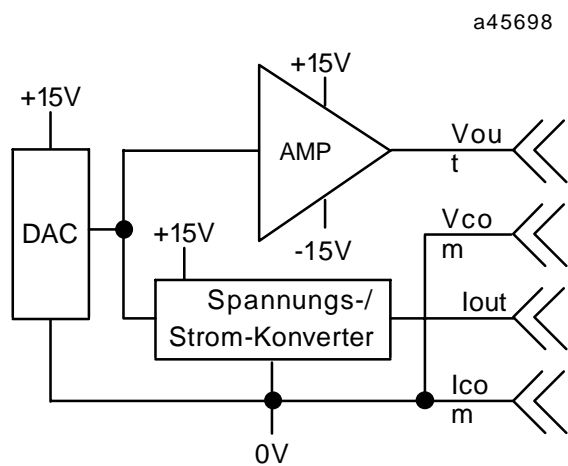 a45698
+15V
+15V
AMP
Vou
t
DAC
+15V
-15V
Vco
m
Spannungs-/
Strom-Konverter
Iout
Ico
m
0V